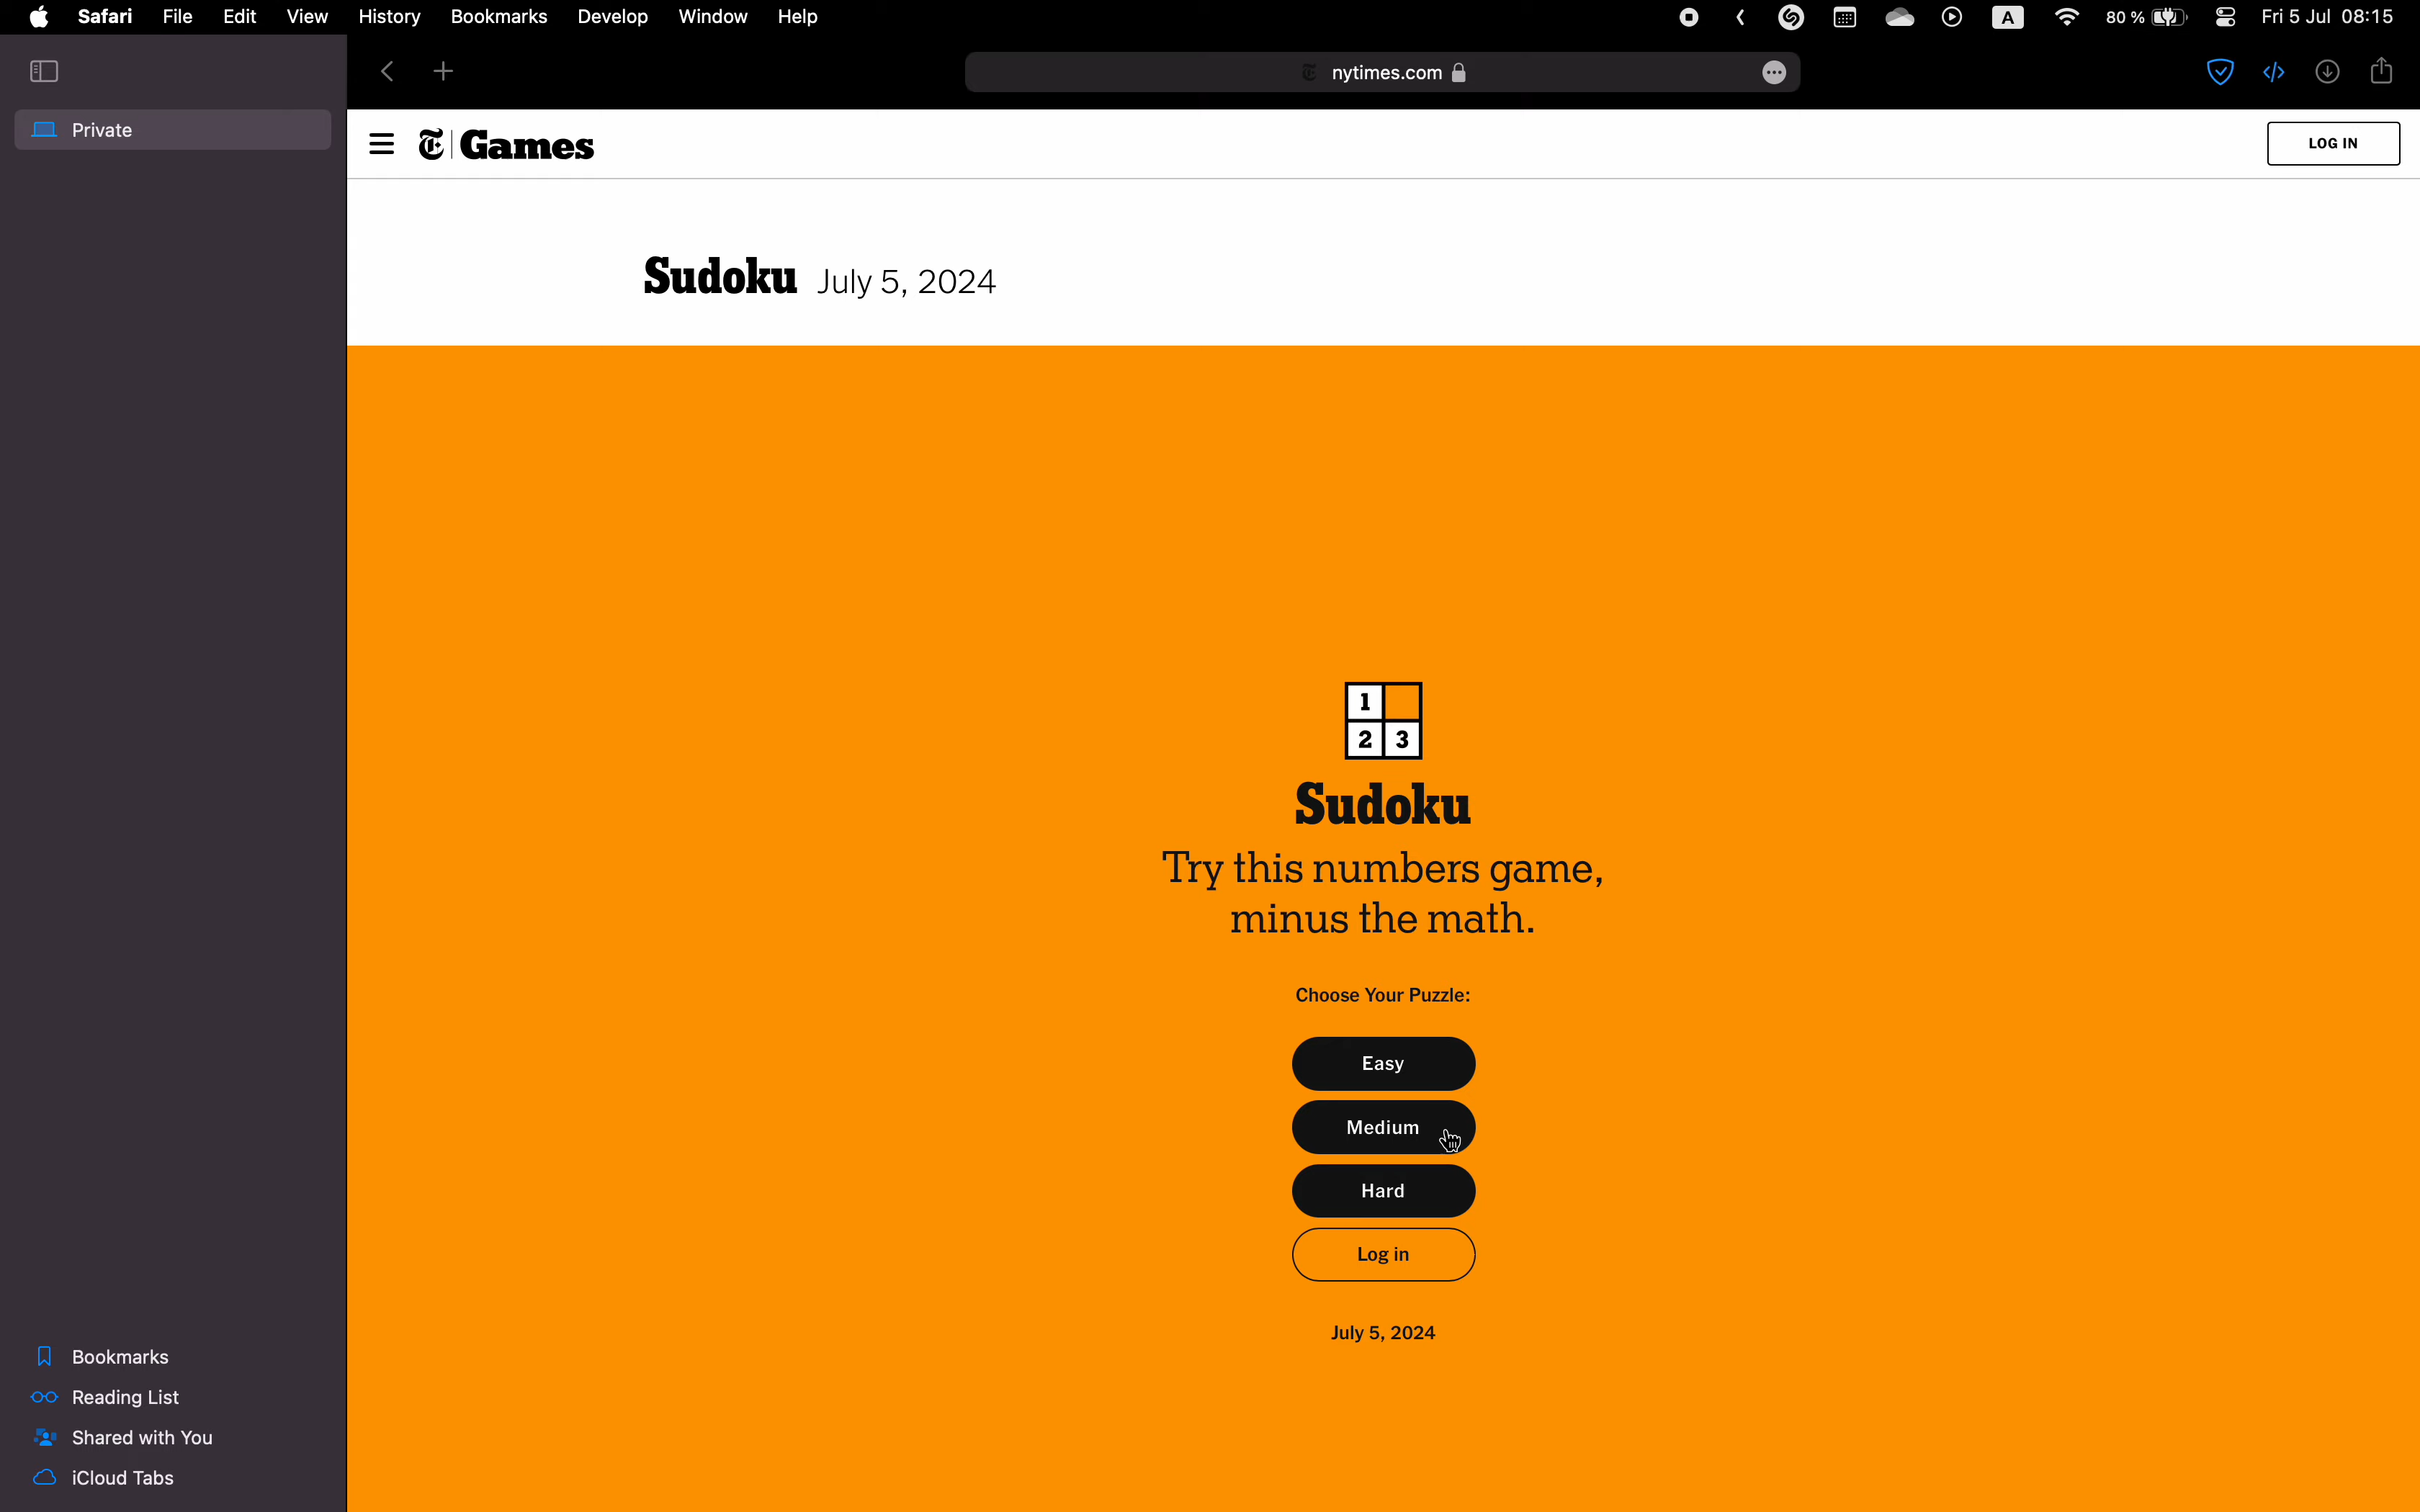 Safari File Edit View History Bookmarks Develop Window Help A 80 % Fri 5 Jul 08:15
nytimes.com
Private
T Games
LOG IN
Sudoku July 5, 2024
1
2 3
Sudoku
Try this numbers game,
minus the math.
Choose Your Puzzle:
Easy
Medium
Hard
Log in
July 5, 2024
Bookmarks
Reading List
Shared with You
iCloud Tabs